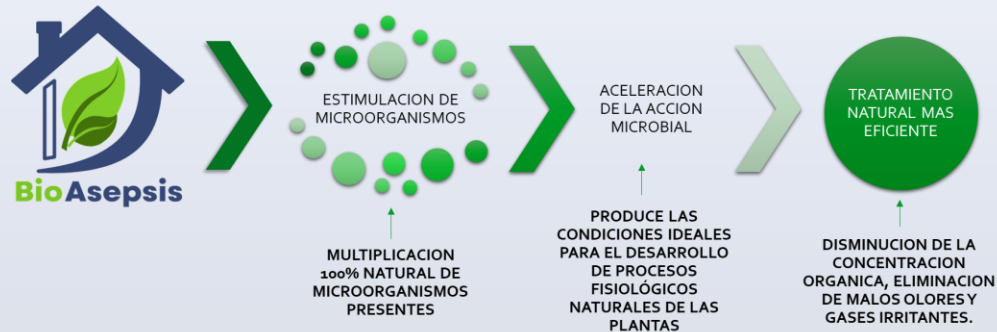 BioAsepsis
ESTIMULACION DE
MICROORGANISMOS
MULTIPLICACION
100% NATURAL DE
MICROORGANISMOS
PRESENTES
ACELERACION
DE LA ACCION
MICROBIAL
PRODUCE LAS
CONDICIONES IDEALES
PARA EL DESARROLLO
DE PROCESOS
FISIOLÓGICOS
NATURALES DE LAS
PLANTAS
TRATAMIENTO
NATURAL MAS
EFICIENTE
DISMINUCION DE LA
CONCENTRACION
ORGANICA, ELIMINACION
DE MALOS OLORES Y
GASES IRRITANTES.